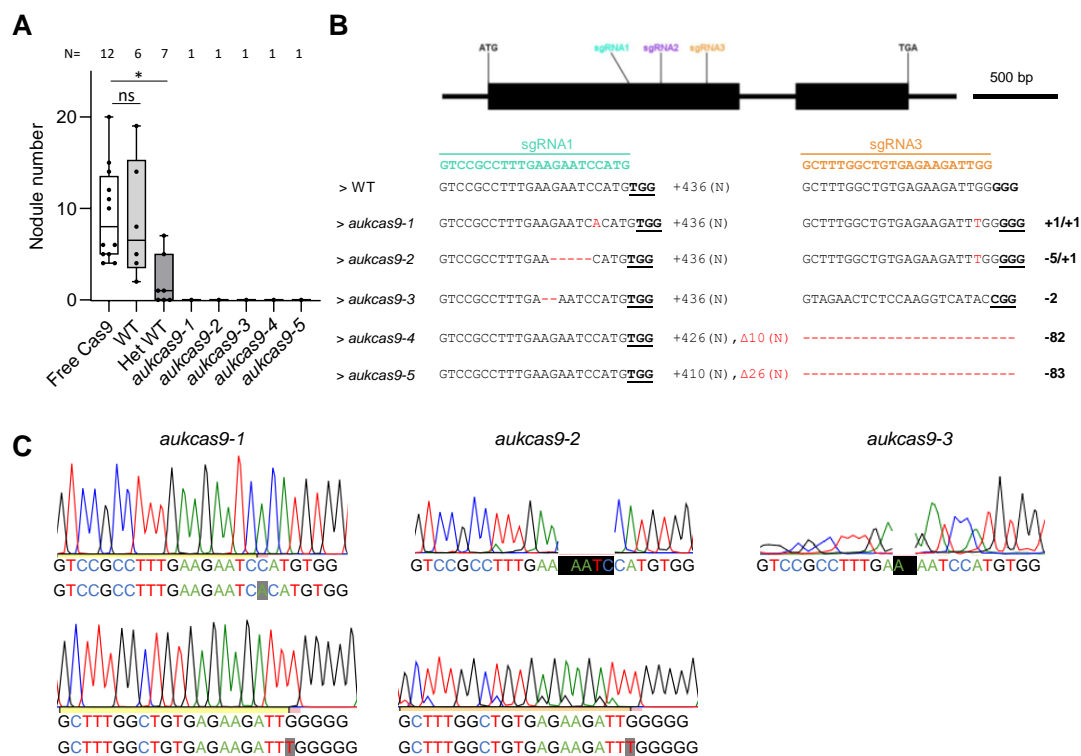 A
N= 12 6 7 1 1 1 1 1
*
ns
20
10
0
Nodule number
Free Cas9
WT
Het WT
aukcas9-1
aukcas9-2
aukcas9-3
aukcas9-4
aukcas9-5
B
ATG sgRNA1 sgRNA2 sgRNA3 TGA
500 bp
sgRNA1 sgRNA3
GTCCGCCTTTGAAGAATCCATG GCTTTGGCTGTGAGAAGATTGG
> WT GTCCGCCTTTGAAGAATCCATGTGG +436(N) GCTTTGGCTGTGAGAAGATTGGGGG
> aukcas9-1 GTCCGCCTTTGAAGAATCACATGTGG +436(N) GCTTTGGCTGTGAGAAGATTTGGGGG +1/+1
> aukcas9-2 GTCCGCCTTTGAA-----CATGTGG +436(N) GCTTTGGCTGTGAGAAGATTTGGGGG -5/+1
> aukcas9-3 GTCCGCCTTTGA--AATCCATGTGG +436(N) GTAGAACTCTCCAAGGTCATACCGG -2
> aukcas9-4 GTCCGCCTTTGAAGAATCCATGTGG +426(N),Δ10(N) ------------------------- -82
> aukcas9-5 GTCCGCCTTTGAAGAATCCATGTGG +410(N),Δ26(N) ------------------------- -83
C
aukcas9-1 aukcas9-2 aukcas9-3
GTCCGCCTTTGAAGAATCCATGTGG
GTCCGCCTTTGAAGAATCACATGTGG
GTCCGCCTTTGAA AATCCATGTGG
GTCCGCCTTTGAA AATCCATGTGG
GCTTTGGCTGTGAGAAGATTGGGGG
GCTTTGGCTGTGAGAAGATTTGGGGG
GCTTTGGCTGTGAGAAGATTGGGGG
GCTTTGGCTGTGAGAAGATTTGGGGG